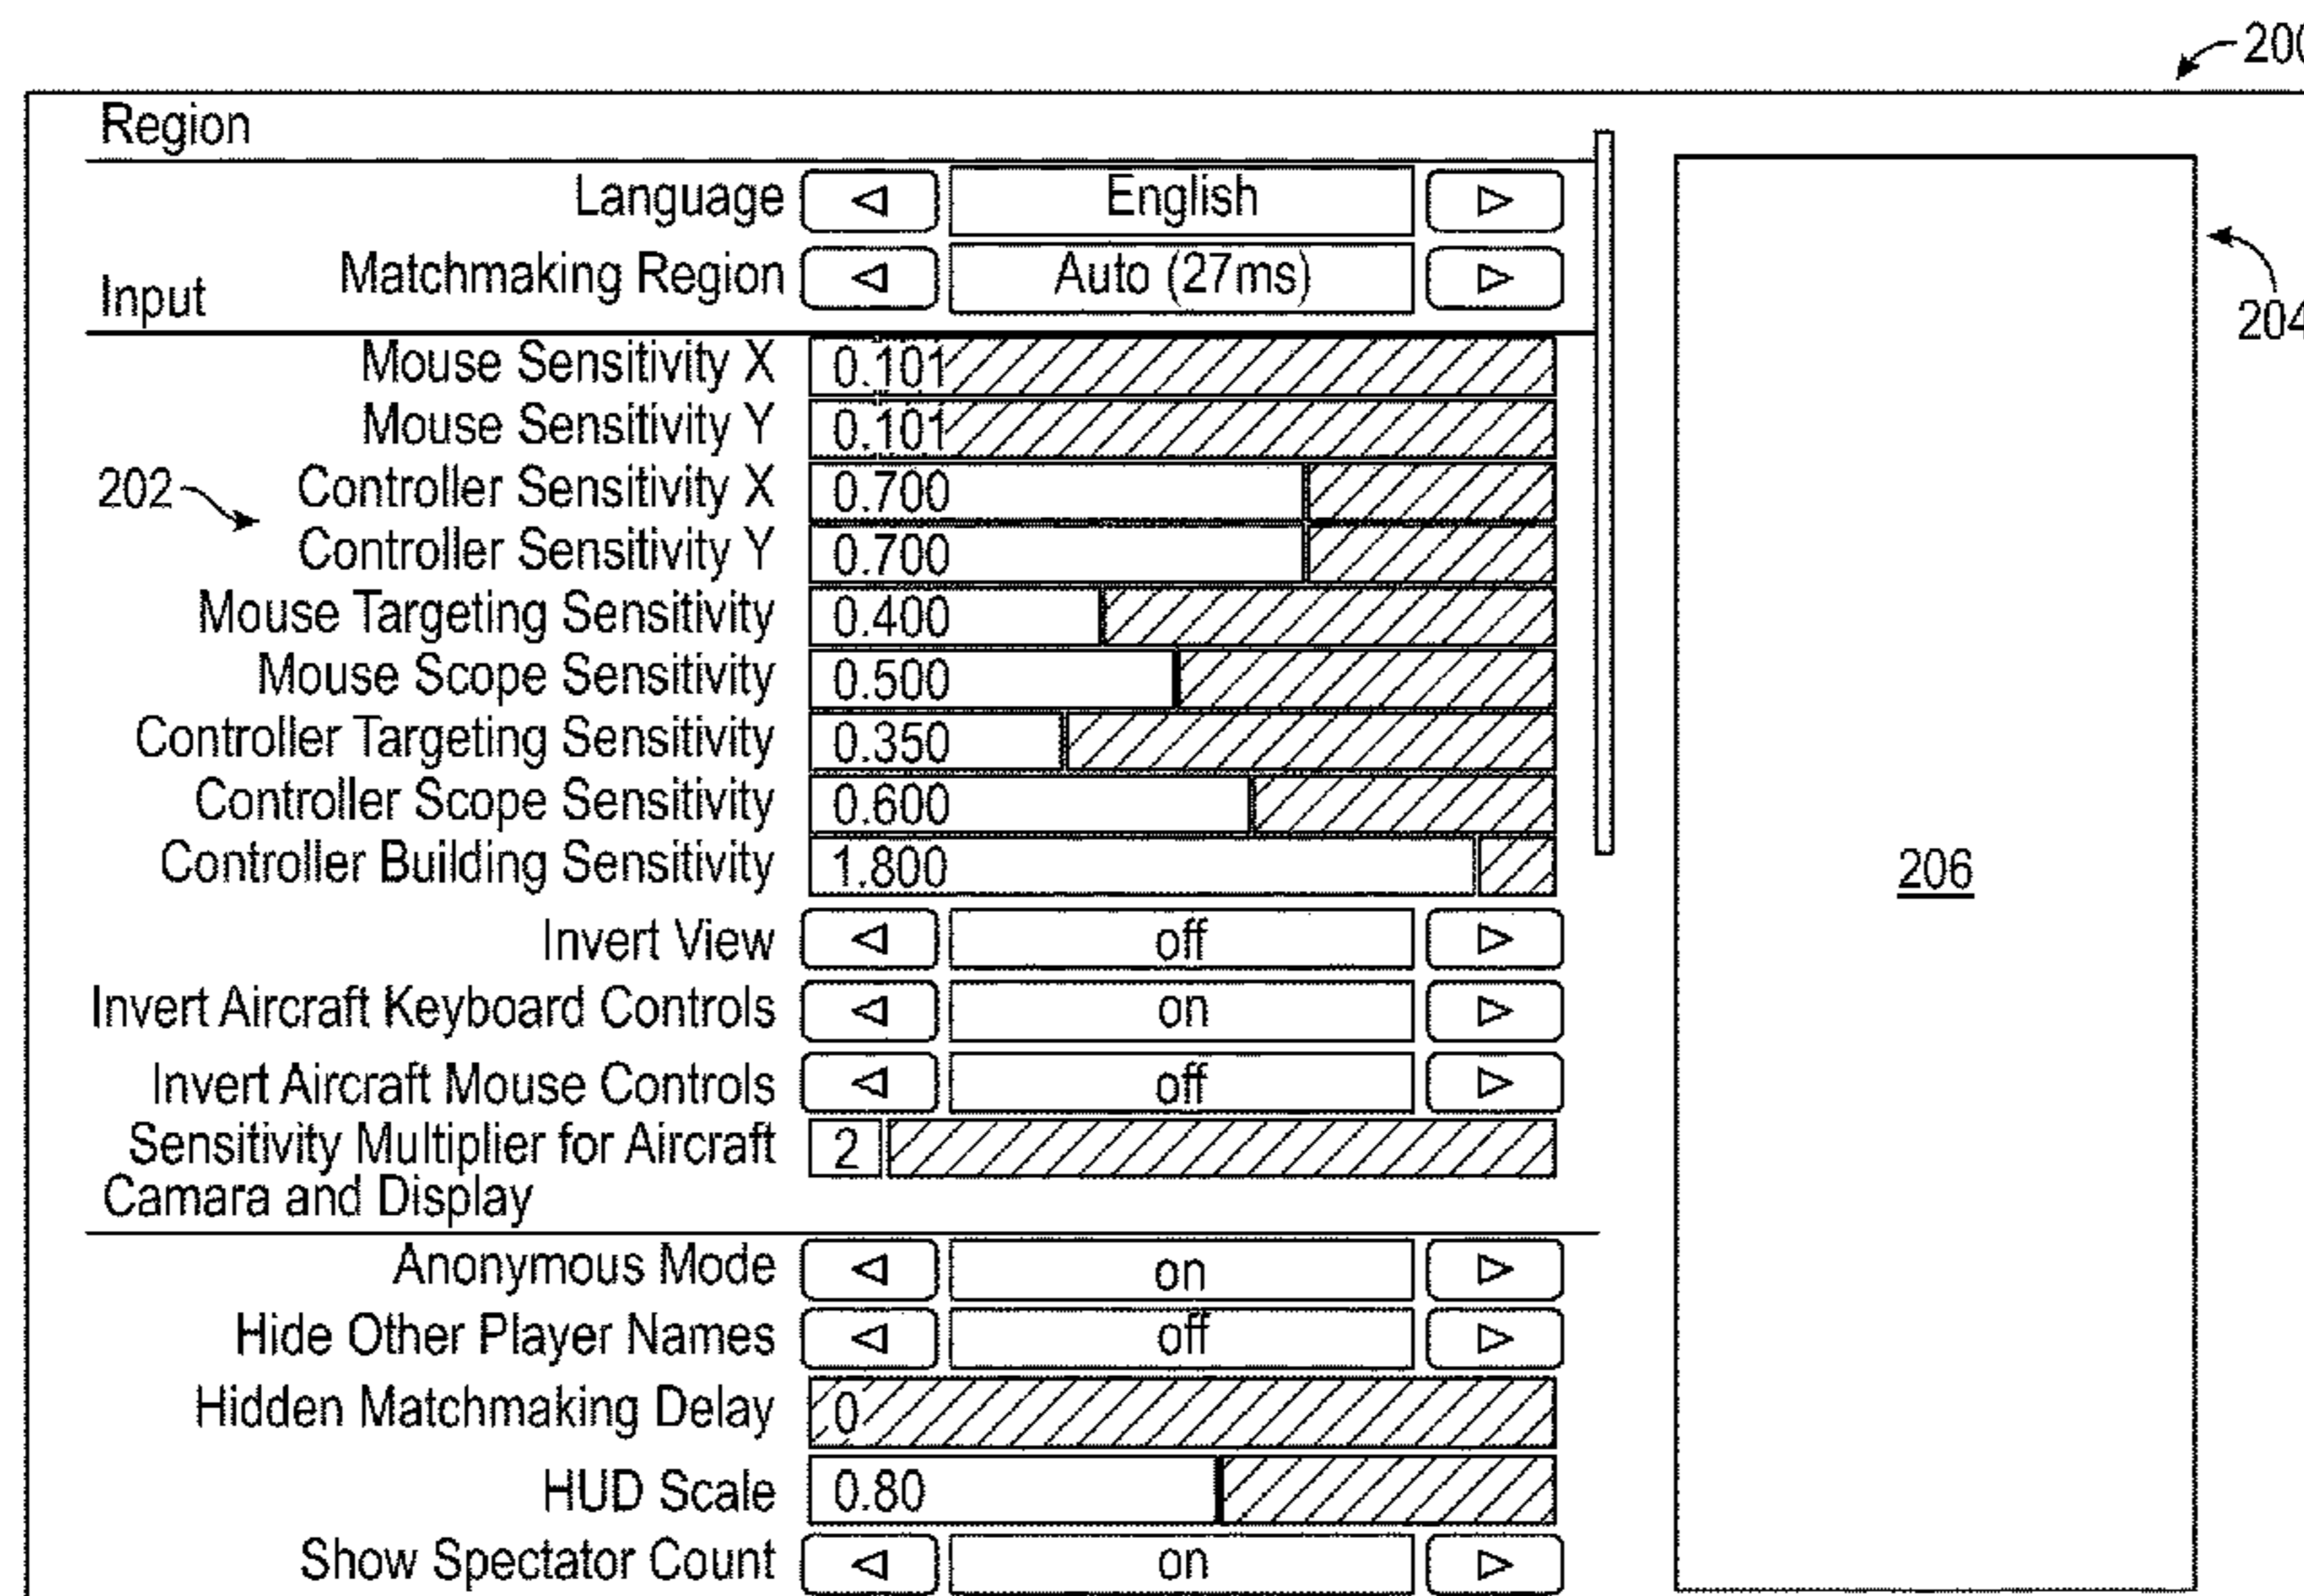 200
Region
Language English
Matchmaking Region Auto (27ms)
204
Input
Mouse Sensitivity X 0.101
Mouse Sensitivity Y 0.101
202
Controller Sensitivity X 0.700
Controller Sensitivity Y 0.700
Mouse Targeting Sensitivity 0.400
Mouse Scope Sensitivity 0.500
Controller Targeting Sensitivity 0.350
Controller Scope Sensitivity 0.600
Controller Building Sensitivity 1.800
206
Invert View off
Invert Aircraft Keyboard Controls on
Invert Aircraft Mouse Controls off
Sensitivity Multiplier for Aircraft 2
Camara and Display
Anonymous Mode on
Hide Other Player Names off
Hidden Matchmaking Delay 0
HUD Scale 0.80
Show Spectator Count on